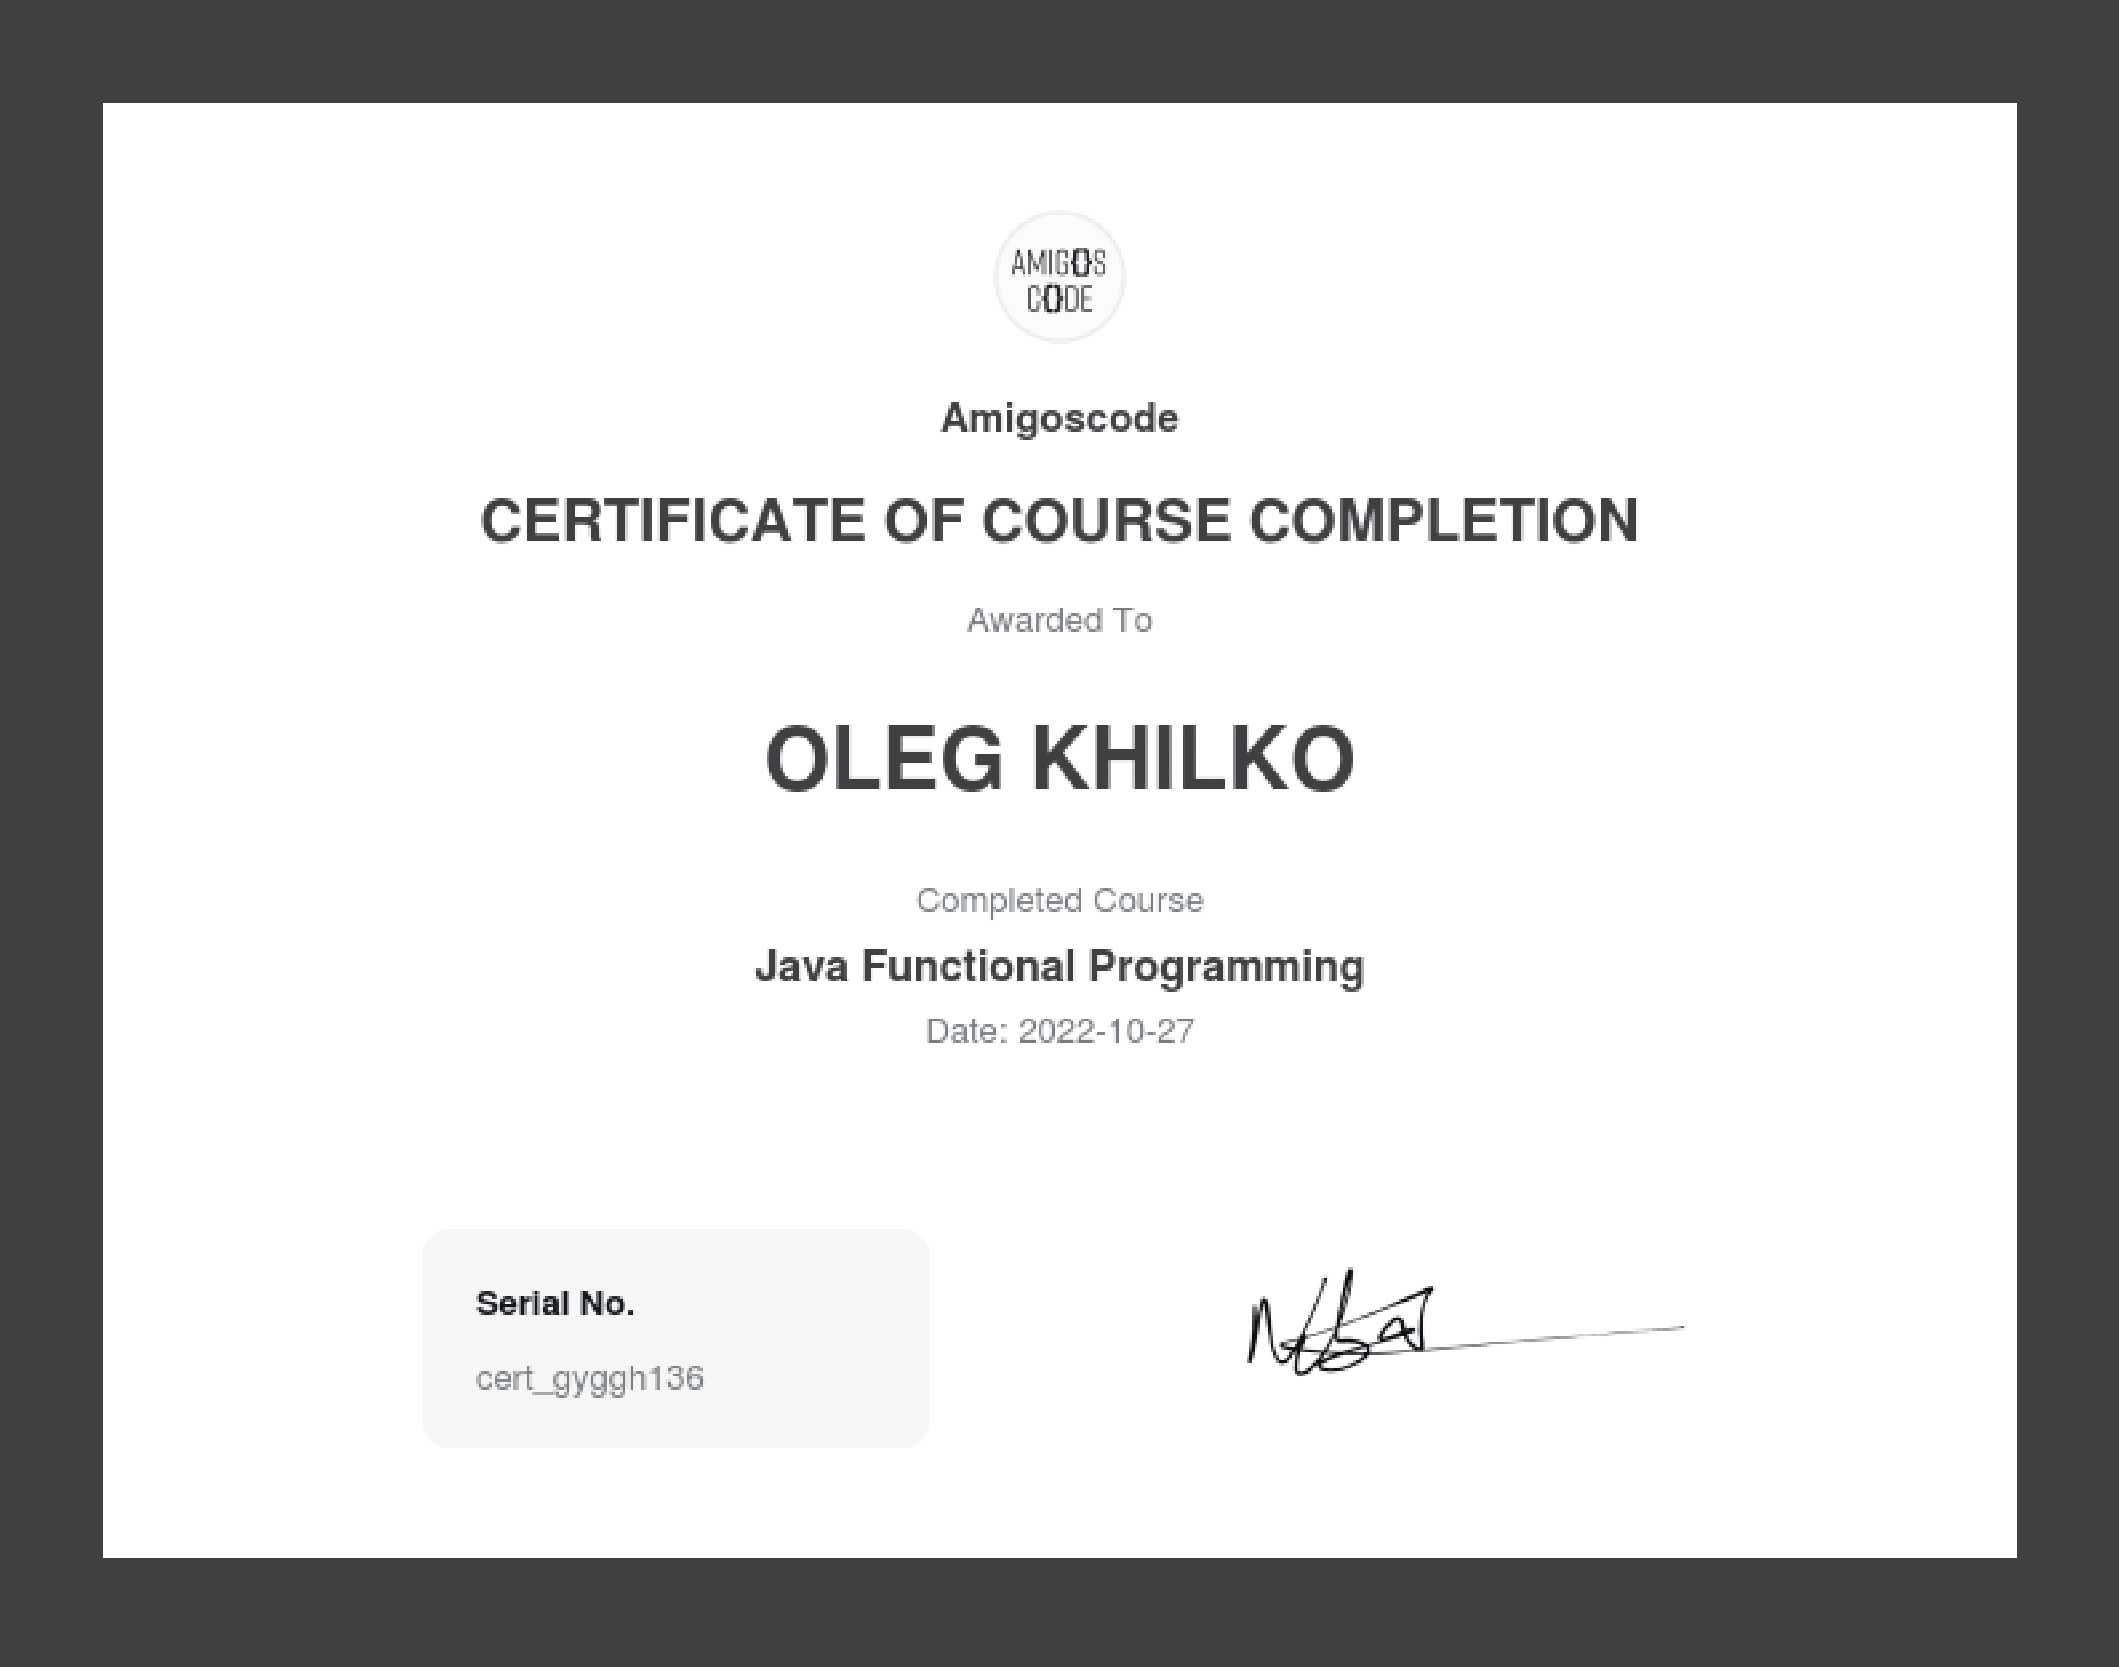 AMIGOS
CODE
Amigoscode
CERTIFICATE OF COURSE COMPLETION
Awarded To
OLEG KHILKO
Completed Course
Java Functional Programming
Date: 2022-10-27
Serial No.
cert_gyggh136